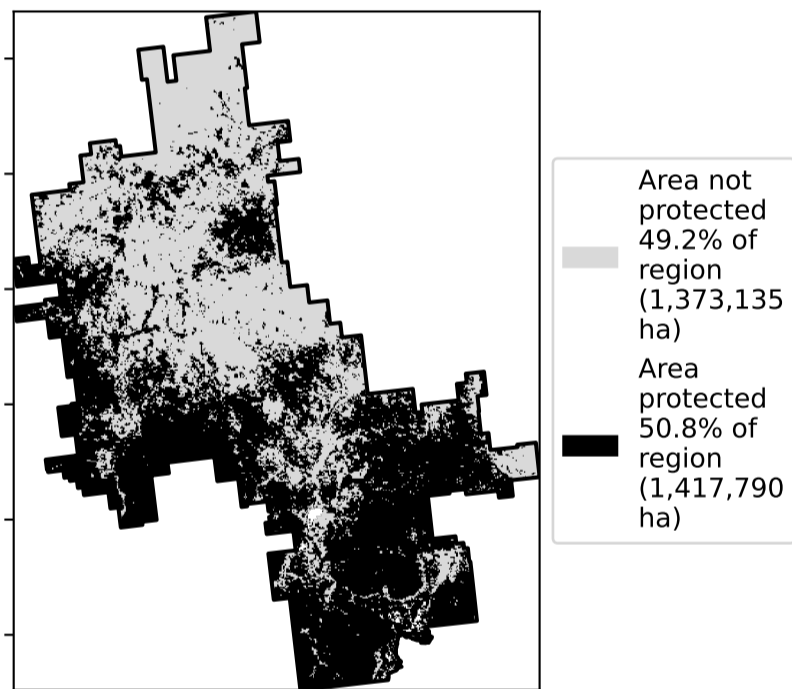 Area not
protected
49.2% of
region
(1,373,135
ha)
Area
protected
50.8% of
region
(1,417,790
ha)